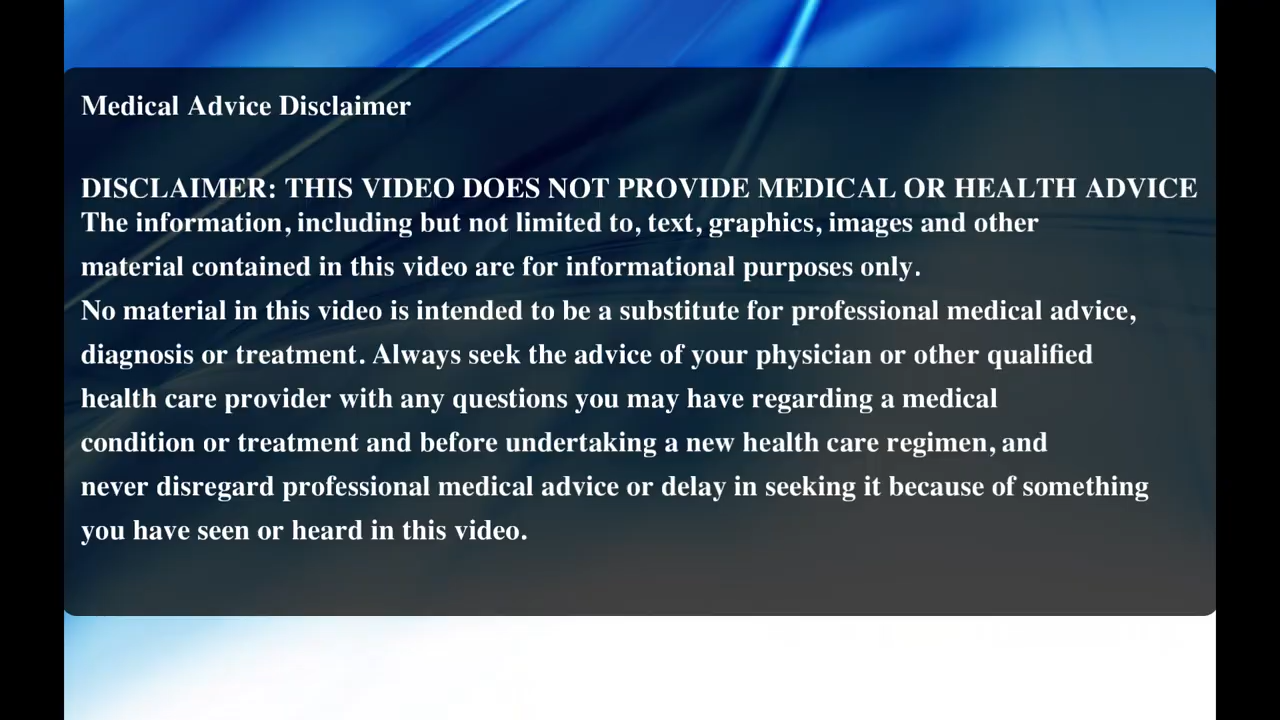 Medical Advice Disclaimer
DISCLAIMER: THIS VIDEO DOES NOT PROVIDE MEDICAL OR HEALTH ADVICE
The information, including but not limited to, text, graphics, images and other
material contained in this video are for informational purposes only.
No material in this video is intended to be a substitute for professional medical advice,
diagnosis or treatment. Always seek the advice of your physician or other qualified
health care provider with any questions you may have regarding a medical
condition or treatment and before undertaking a new health care regimen, and
never disregard professional medical advice or delay in seeking it because of something
you have seen or heard in this video.